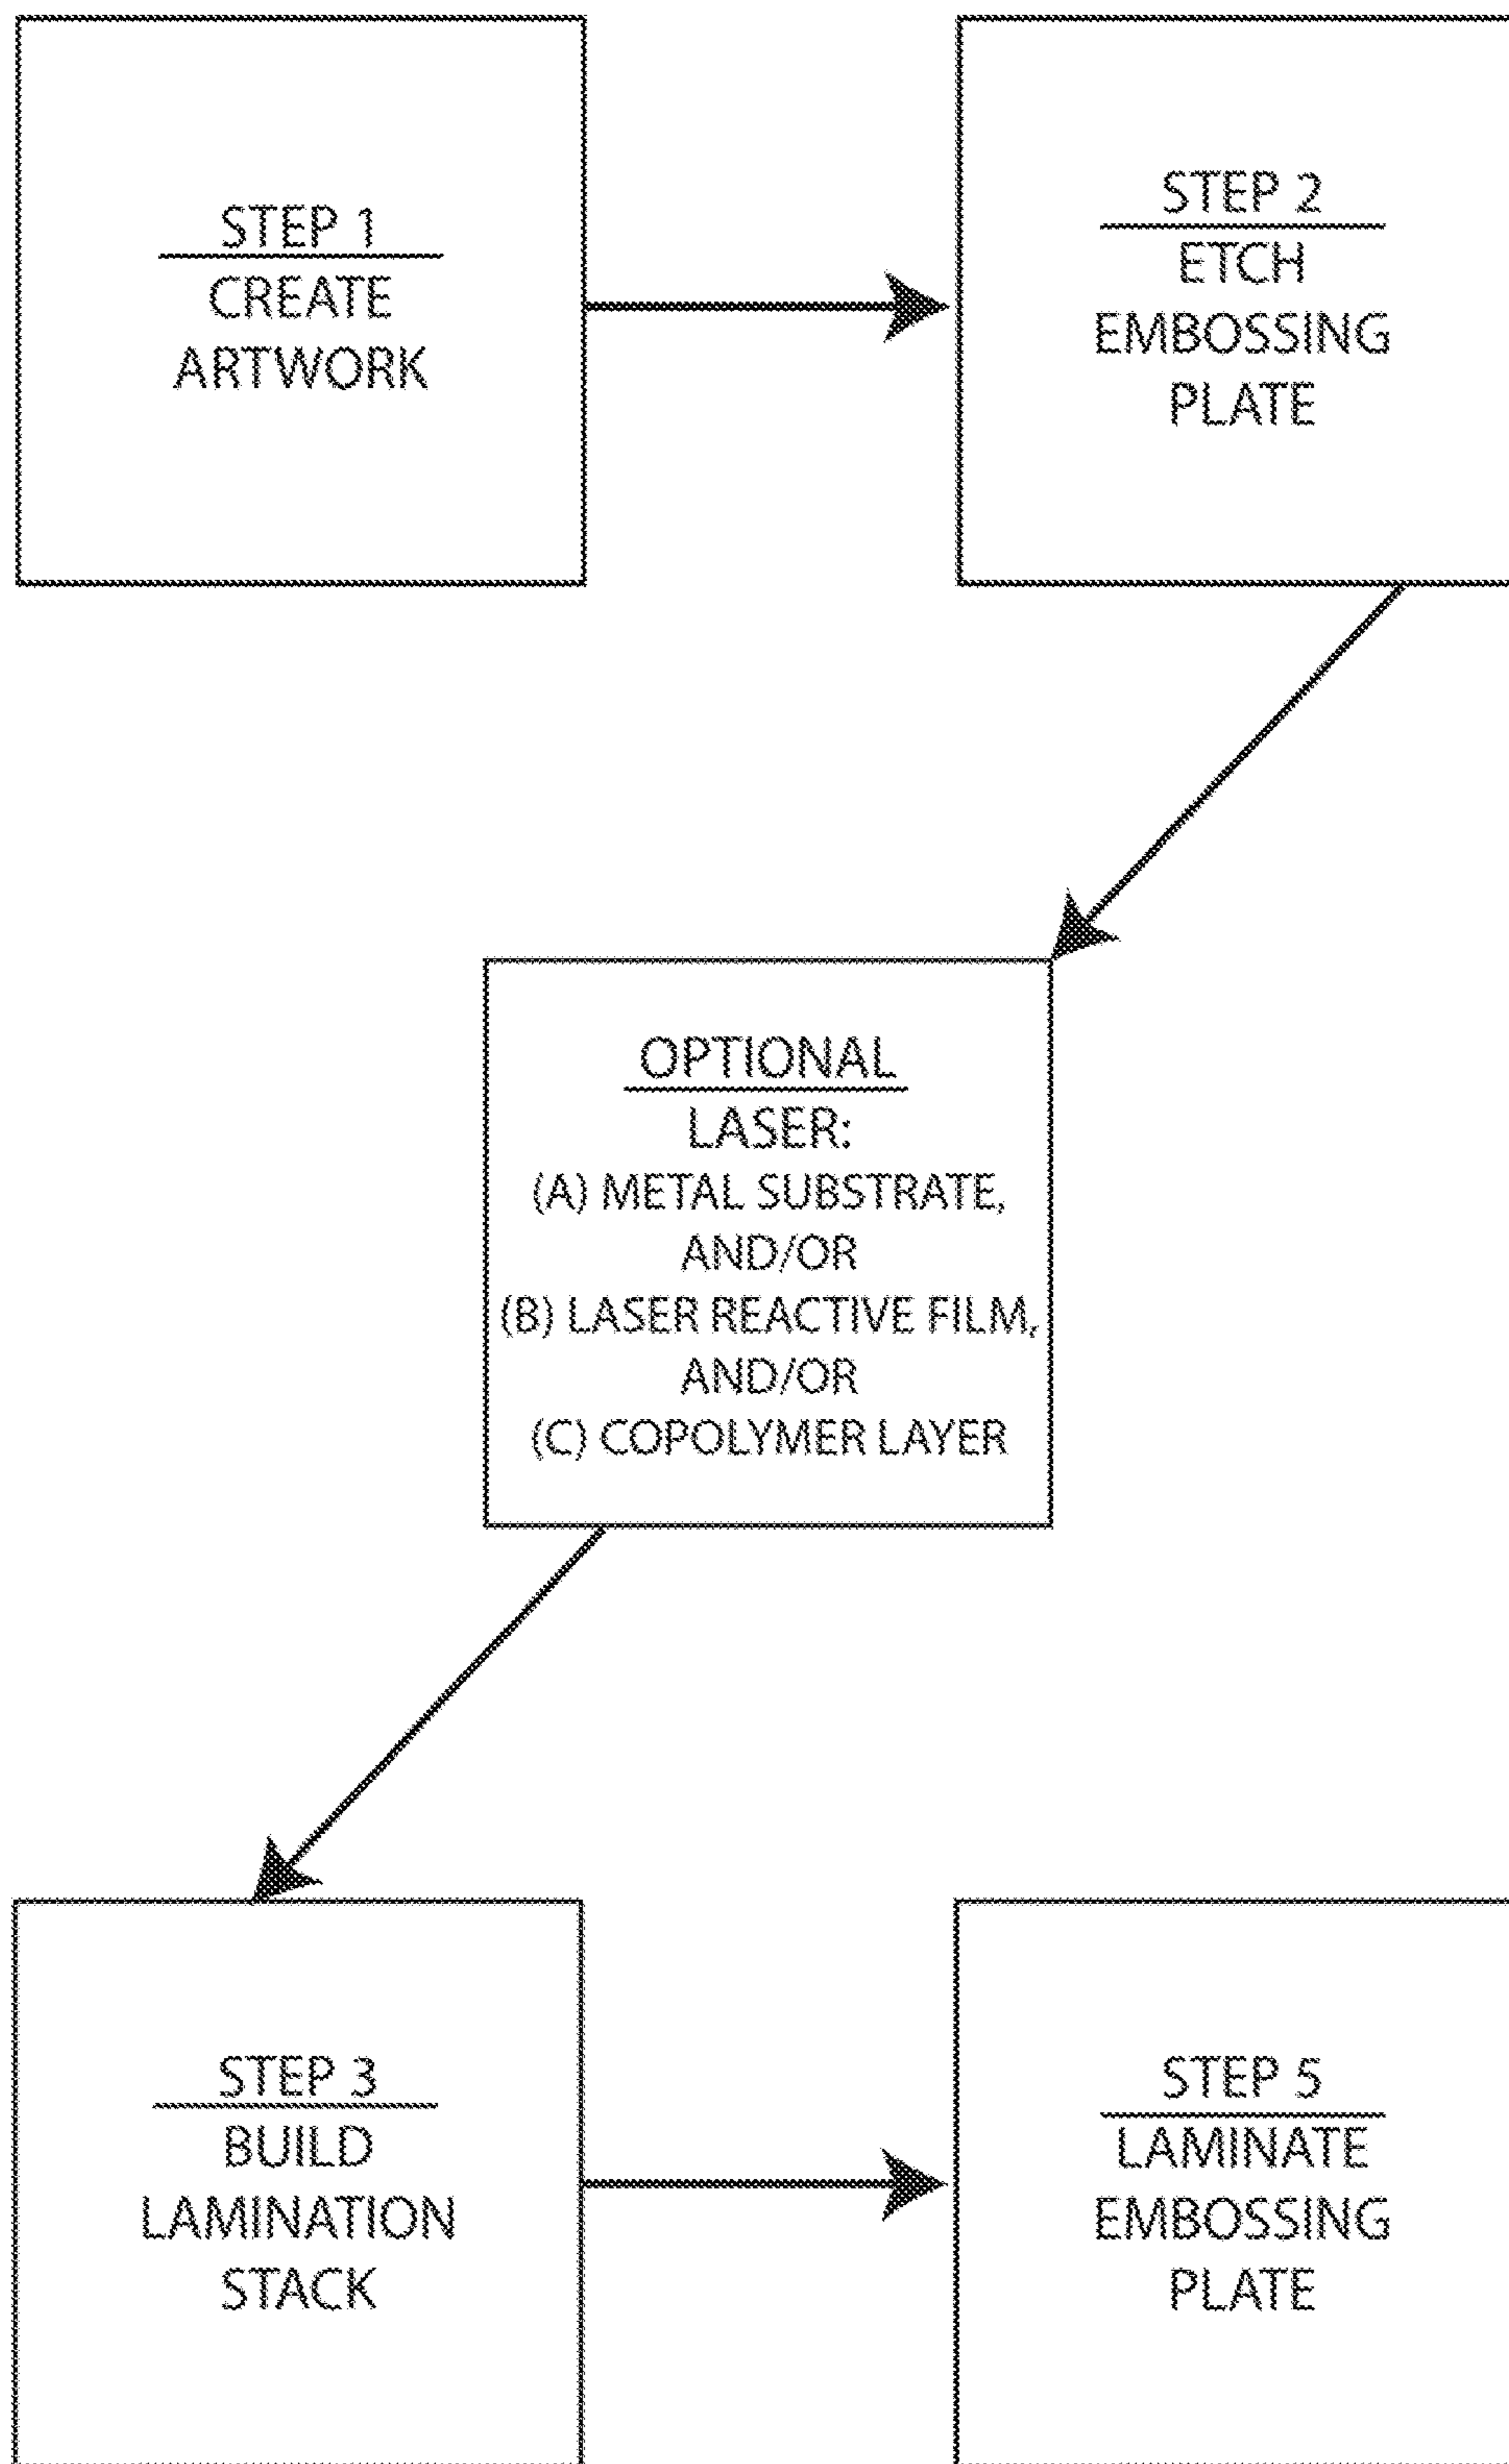 STEP 1
CREATE
ARTWORK
STEP 2
ETCH
EMBOSSING
PLATE
OPTIONAL
LASER:
(A) METAL SUBSTRATE,
AND/OR
(B) LASER REACTIVE FILM,
AND/OR
(C) COPOLYMER LAYER
STEP 3
BUILD
LAMINATION
STACK
STEP 5
LAMINATE
EMBOSSING
PLATE